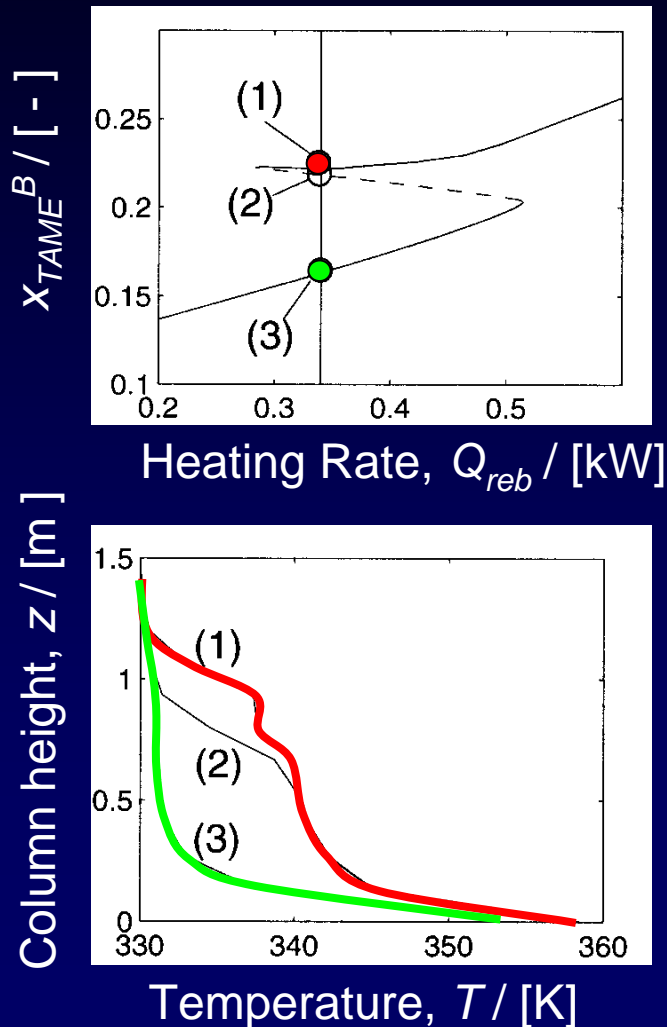 x_TAME^B / [ - ]
0.25
0.2
0.15
0.1
(1)
(2)
(3)
0.2 0.3 0.4 0.5
Heating Rate, Q_reb / [kW]
Column height, z / [m ]
1.5
1
0.5
0
(1)
(2)
(3)
330 340 350 360
Temperature, T / [K]